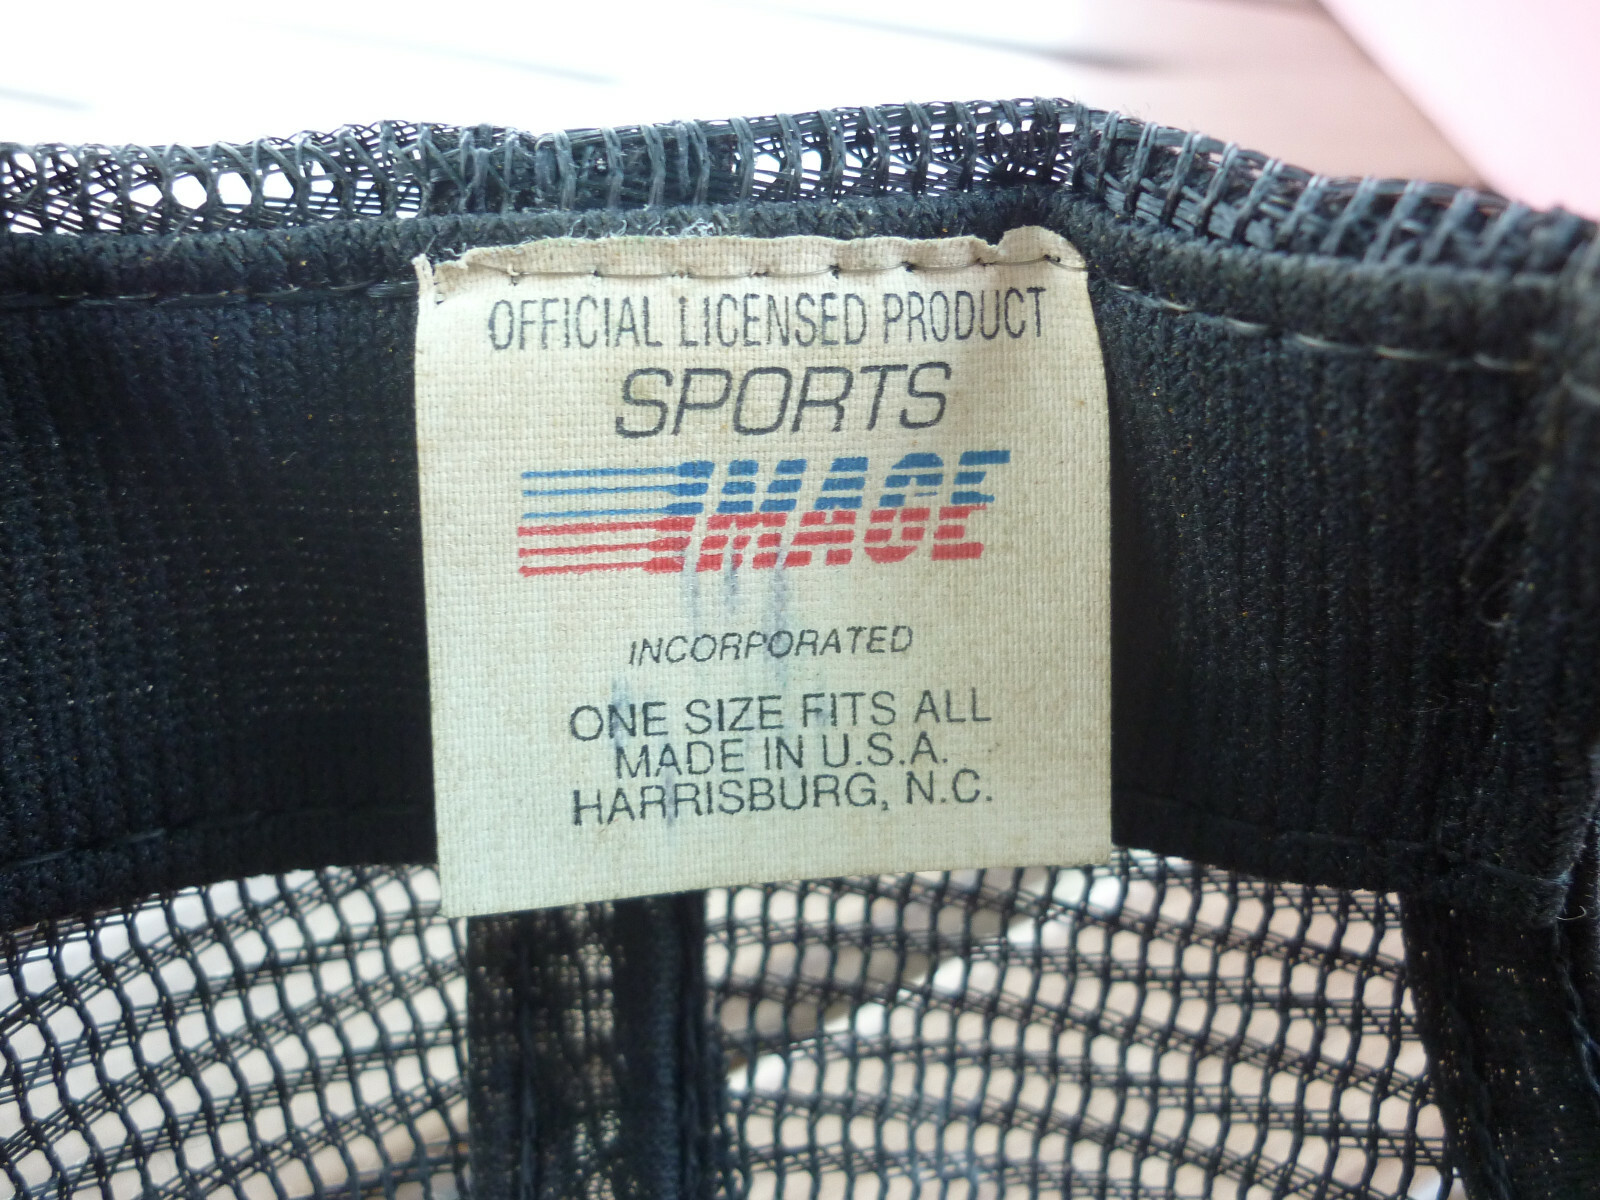 OFFICIAL LICENSED PRODUCT
SPORTS
IMAGE
INCORPORATED
ONE SIZE FITS ALL
MADE IN U.S.A.
HARRISBURG, N.C.